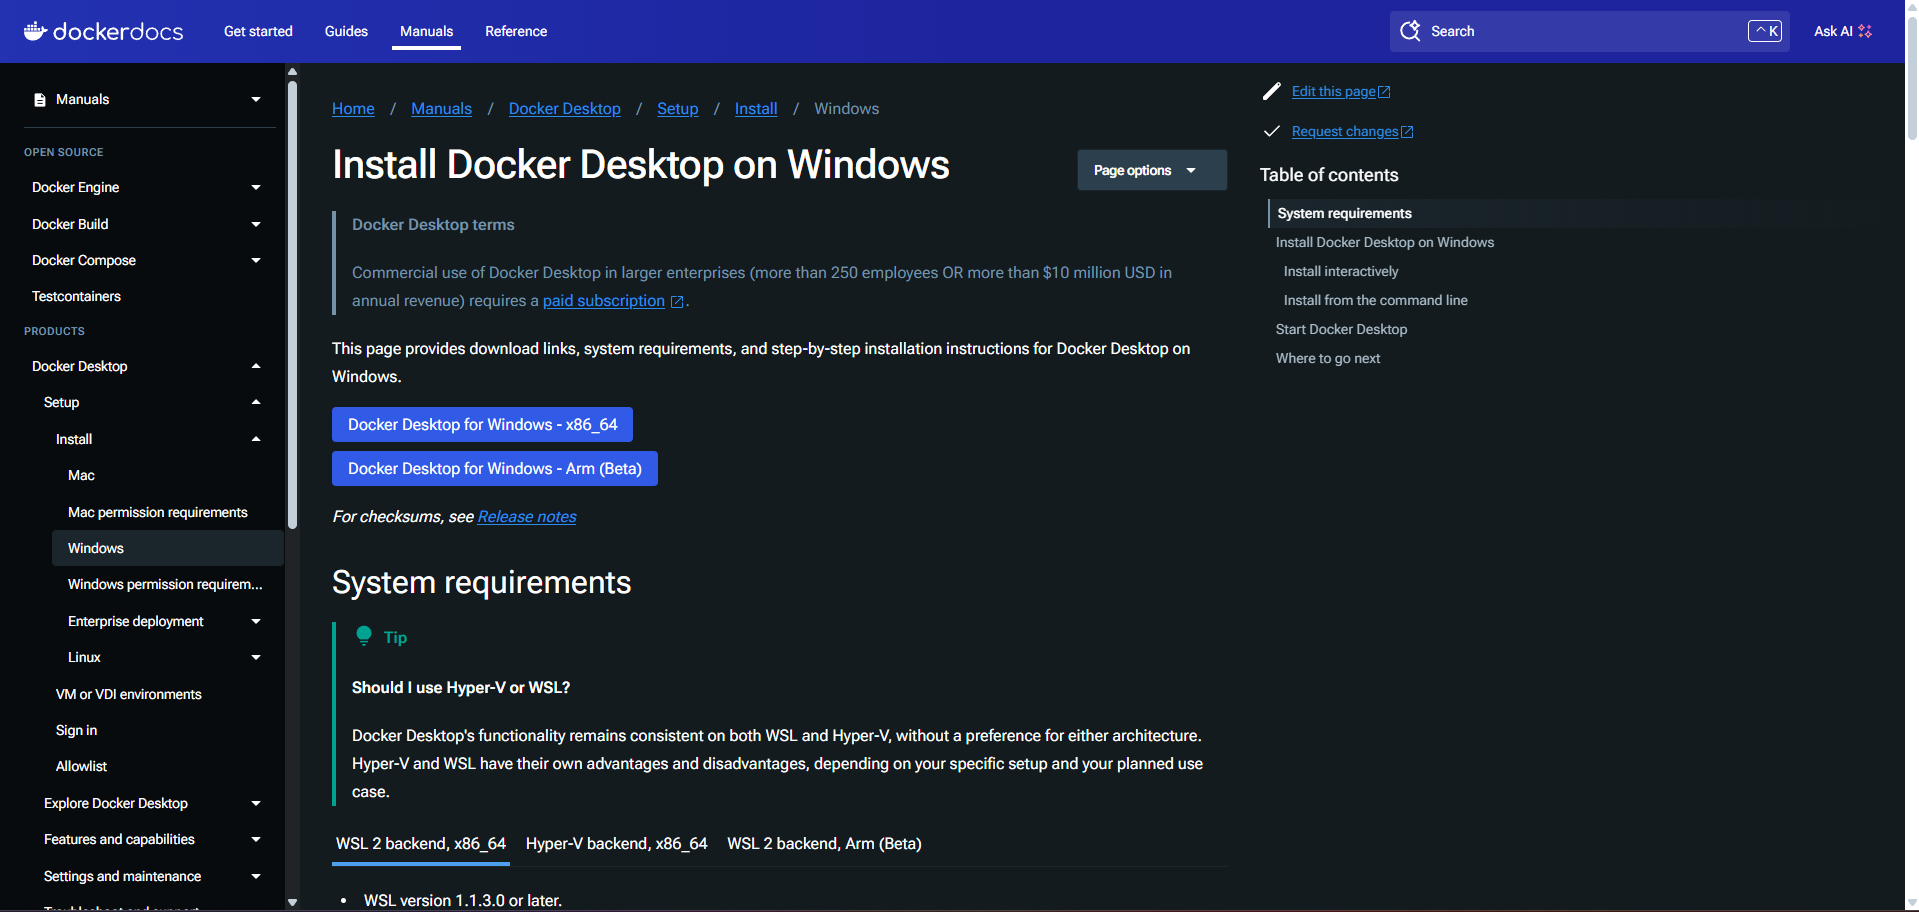 dockerdocs
Get started
Guides
Manuals
Reference
Search
^ K
Ask AI
Manuals
OPEN SOURCE
Docker Engine
Docker Build
Docker Compose
Testcontainers
PRODUCTS
Docker Desktop
Setup
Install
Mac
Mac permission requirements
Windows
Windows permission requirem...
Enterprise deployment
Linux
VM or VDI environments
Sign in
Allowlist
Explore Docker Desktop
Features and capabilities
Settings and maintenance
Home / Manuals / Docker Desktop / Setup / Install / Windows
Install Docker Desktop on Windows
Page options
Docker Desktop terms
Commercial use of Docker Desktop in larger enterprises (more than 250 employees OR more than $10 million USD in
annual revenue) requires a paid subscription .
This page provides download links, system requirements, and step-by-step installation instructions for Docker Desktop on
Windows.
Docker Desktop for Windows - x86_64
Docker Desktop for Windows - Arm (Beta)
For checksums, see Release notes
System requirements
Tip
Should I use Hyper-V or WSL?
Docker Desktop's functionality remains consistent on both WSL and Hyper-V, without a preference for either architecture.
Hyper-V and WSL have their own advantages and disadvantages, depending on your specific setup and your planned use
case.
WSL 2 backend, x86_64
Hyper-V backend, x86_64
WSL 2 backend, Arm (Beta)
• WSL version 1.1.3.0 or later.
Edit this page
Request changes
Table of contents
System requirements
Install Docker Desktop on Windows
Install interactively
Install from the command line
Start Docker Desktop
Where to go next